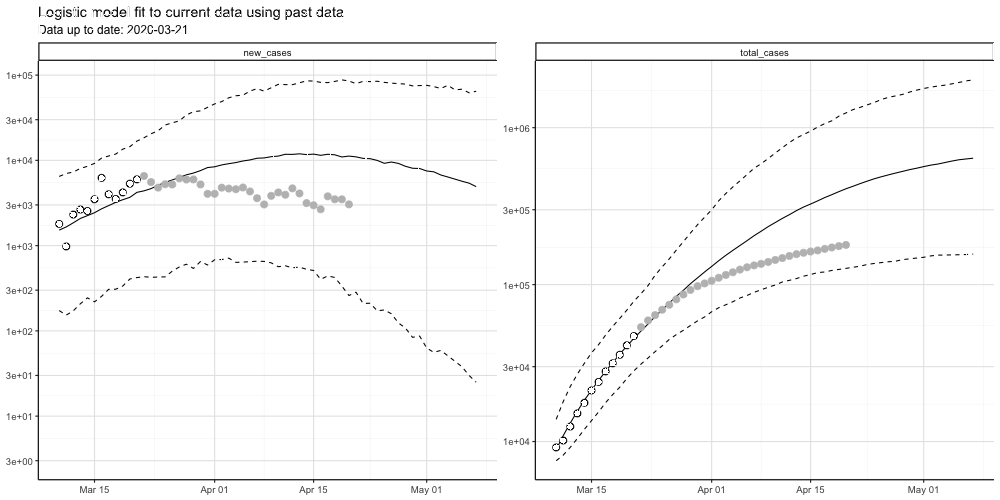 Logistic model fit to current data using past data
Data up to date: 2020-03-21
new_cases
total_cases
1e+05
3e+04
1e+04
3e+03
1e+03
3e+02
1e+02
3e+01
1e+01
3e+00
Mar 15
Apr 01
Apr 15
May 01
1e+06
3e+05
1e+05
3e+04
1e+04
Mar 15
Apr 01
Apr 15
May 01